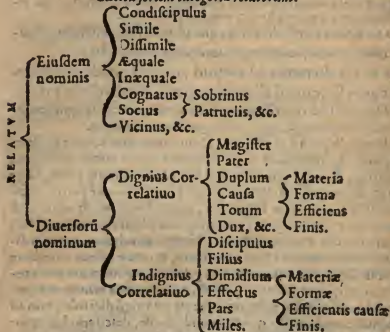 RELATVM
Eiuſdem nominis
Condiſcipulus
Simile
Diſſimile
Æquale
Inæquale
Cognatus
Socius
Vicinus, &c.
Sobrinus
Patruelis, &c.
Diuerſorũ nominum
Dignius Cor-
relatiuo
Magiſter
Pater
Duplum
Cauſa
Totum
Dux, &c.
Materia
Forma
Efficiens
Finis.
Indignius
Correlatiuo
Diſcipulus
Filius
Dimidium
Effectus
Pars
Miles.
Materiæ,
Formæ
Efficientis cauſæ
Finis.